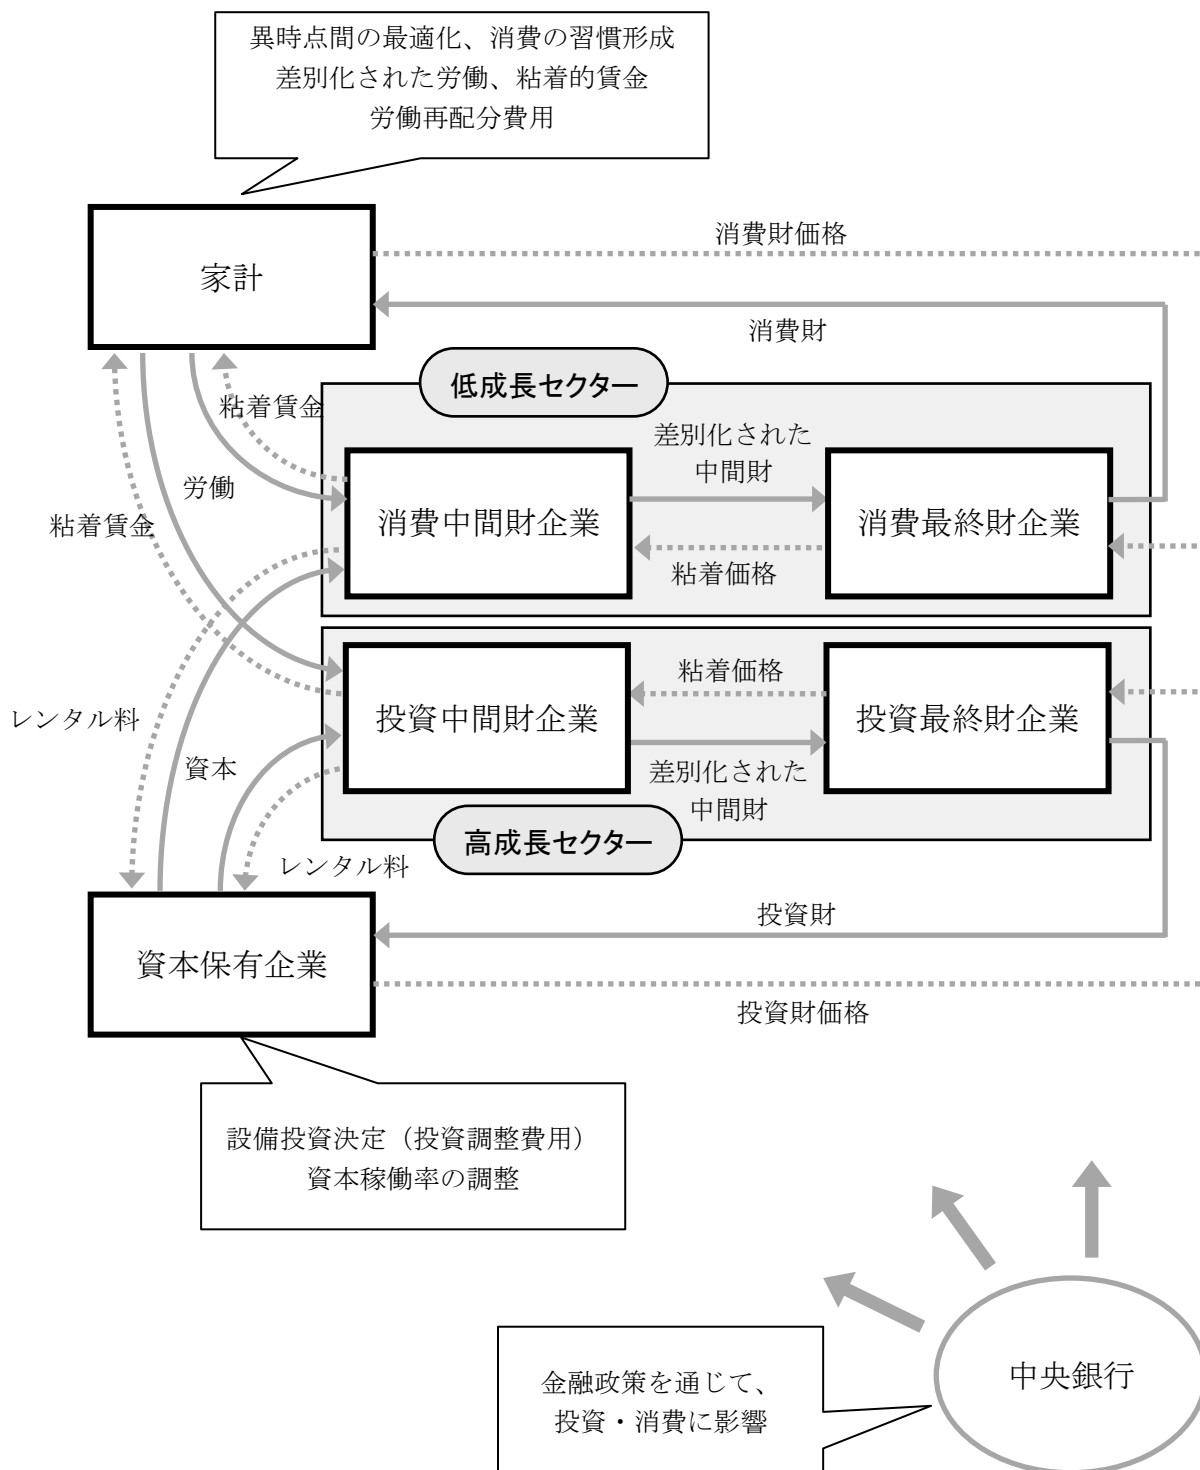 異時点間の最適化、消費の習慣形成
差別化された労働、粘着的賃金
労働再配分費用
家計
消費財価格
消費財
低成長セクター
粘着賃金
差別化された
中間財
労働
粘着賃金
消費中間財企業
消費最終財企業
粘着価格
粘着価格
レンタル料
投資中間財企業
投資最終財企業
資本
差別化された
中間財
高成長セクター
レンタル料
投資財
資本保有企業
投資財価格
設備投資決定（投資調整費用）
資本稼働率の調整
中央銀行
金融政策を通じて、
投資・消費に影響